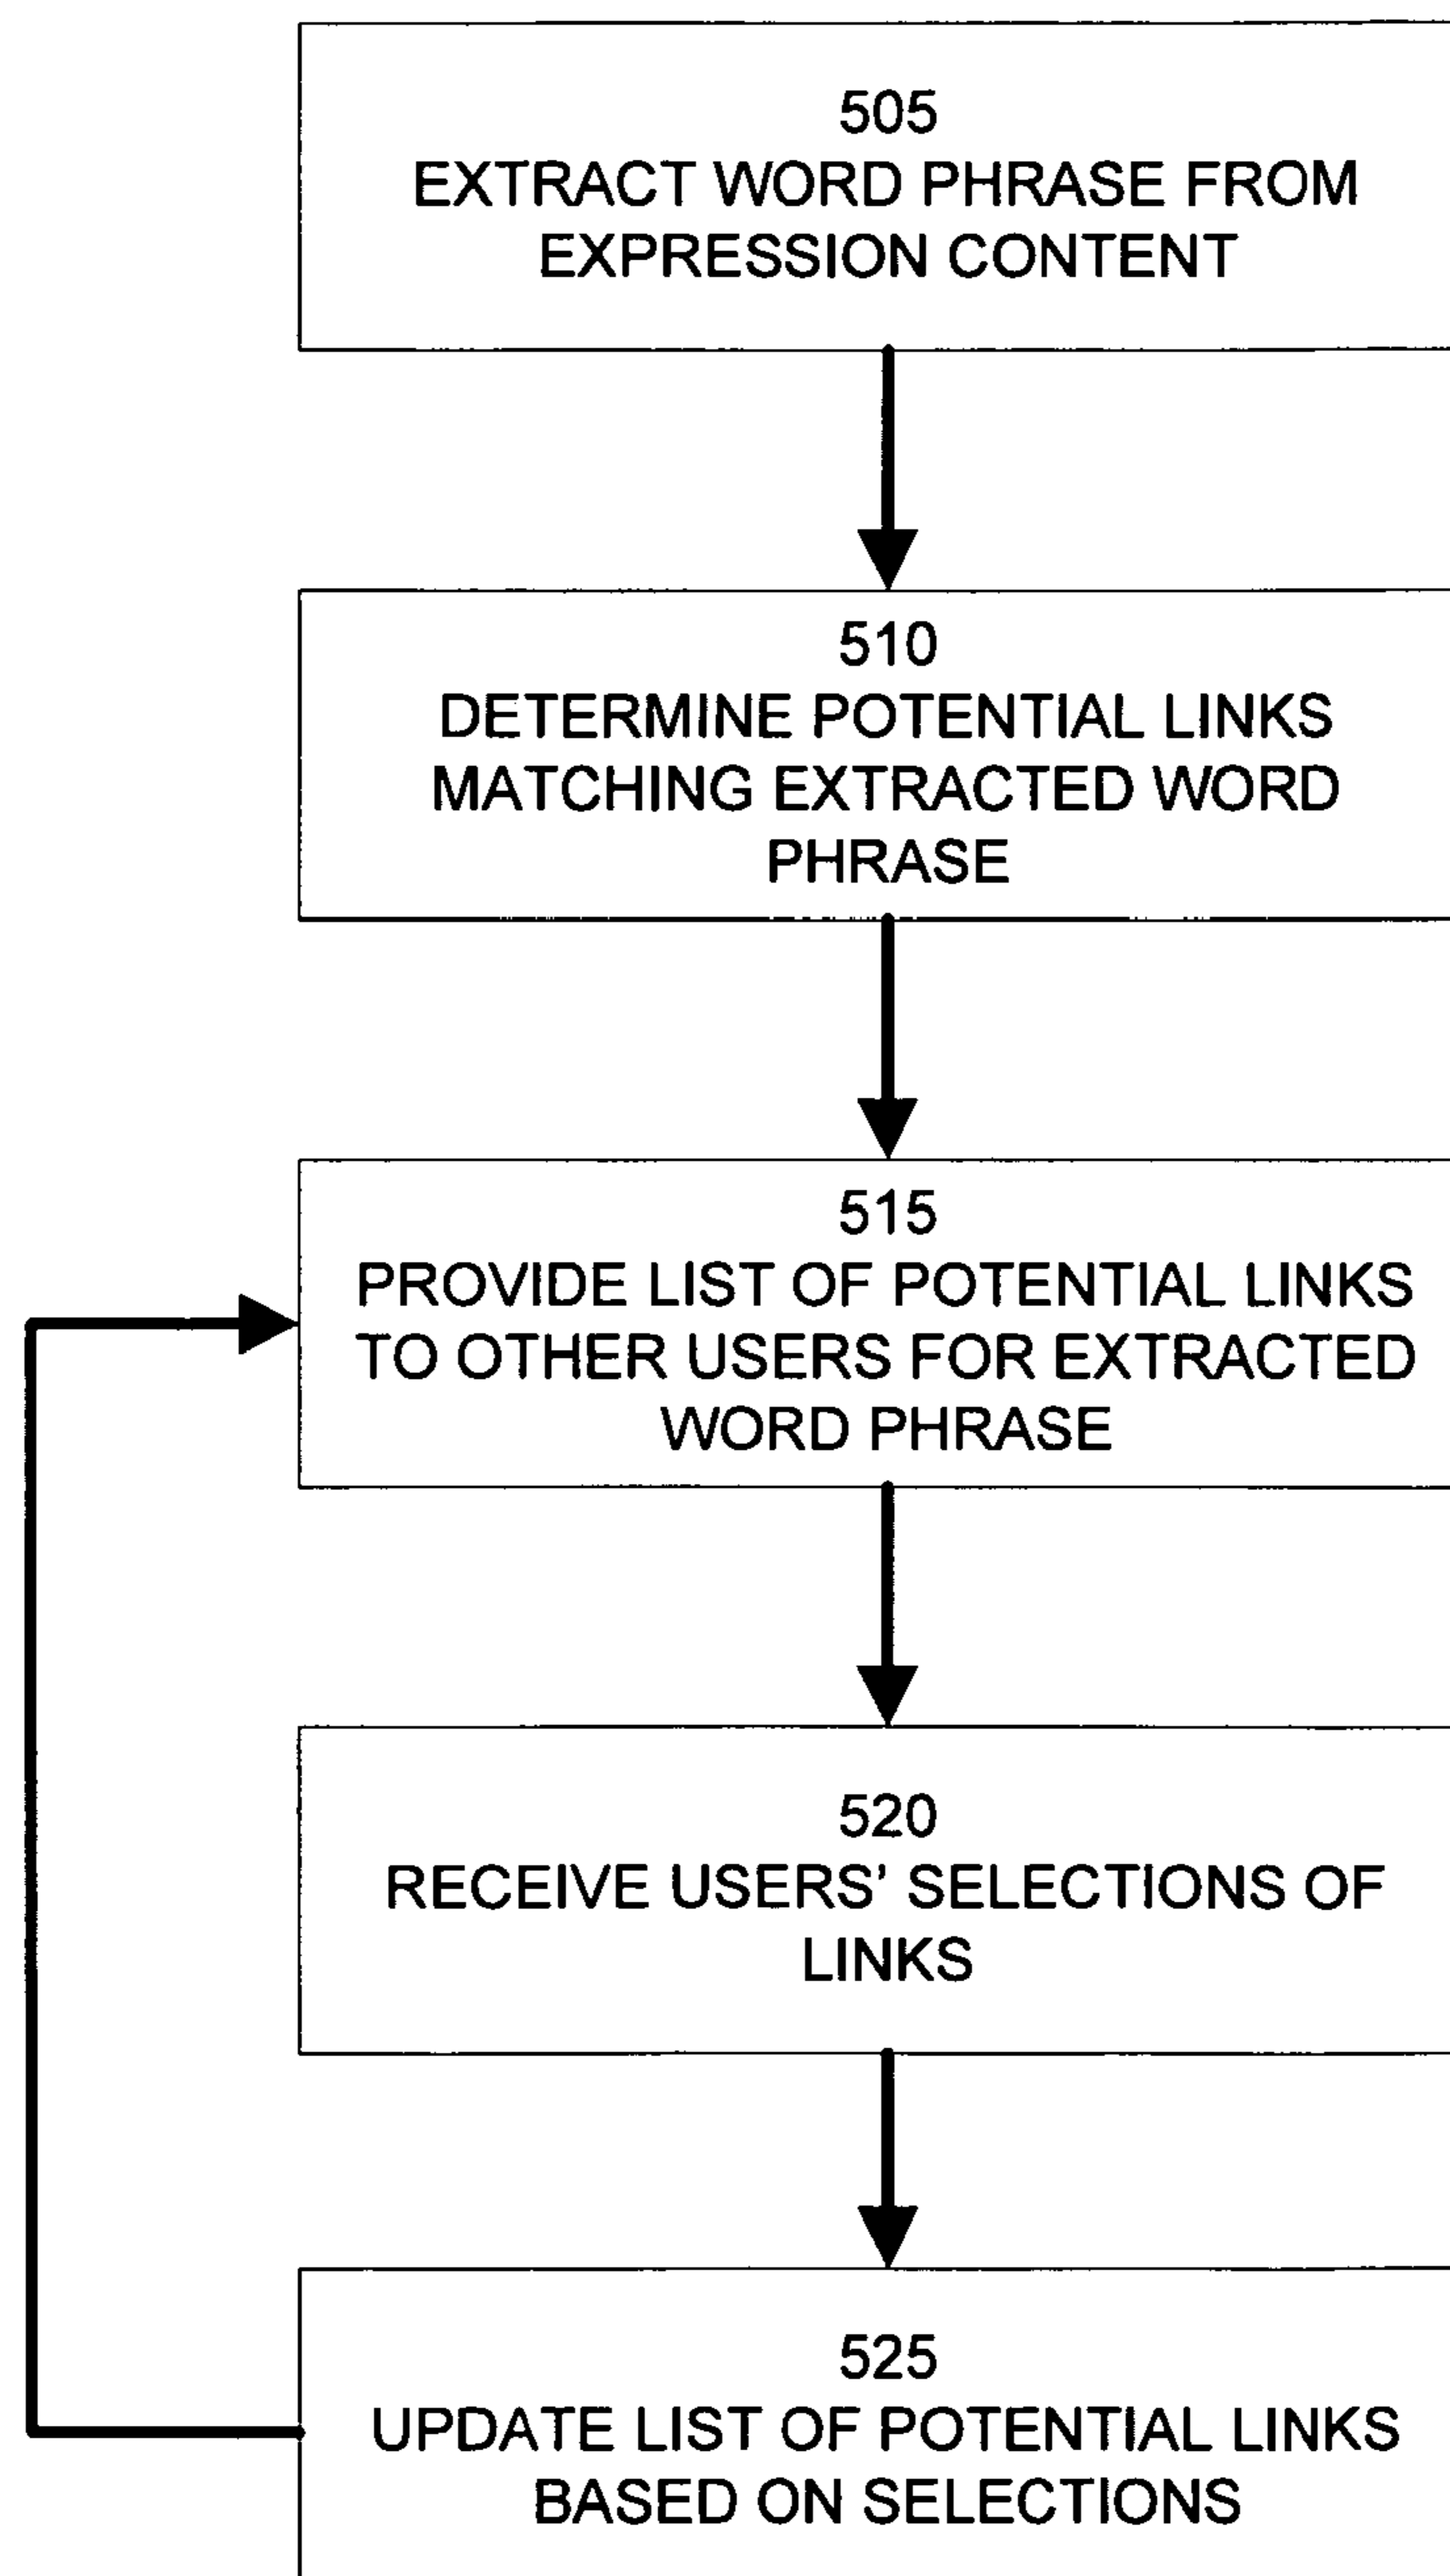 505
EXTRACT WORD PHRASE FROM
EXPRESSION CONTENT
510
DETERMINE POTENTIAL LINKS
MATCHING EXTRACTED WORD
PHRASE
515
PROVIDE LIST OF POTENTIAL LINKS
TO OTHER USERS FOR EXTRACTED
WORD PHRASE
520
RECEIVE USERS’ SELECTIONS OF
LINKS
525
UPDATE LIST OF POTENTIAL LINKS
BASED ON SELECTIONS